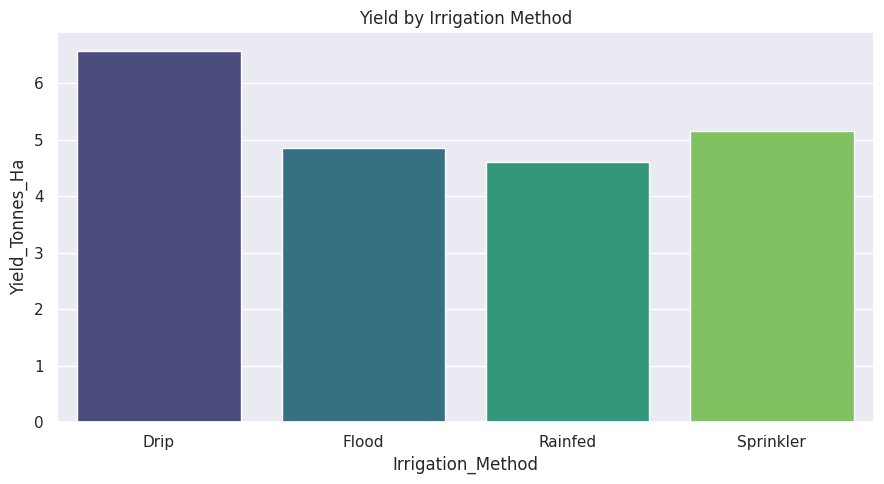 Yield by Irrigation Method
Yield_Tonnes_Ha
6
5
4
3
2
1
0
Drip Flood Rainfed Sprinkler
Irrigation_Method